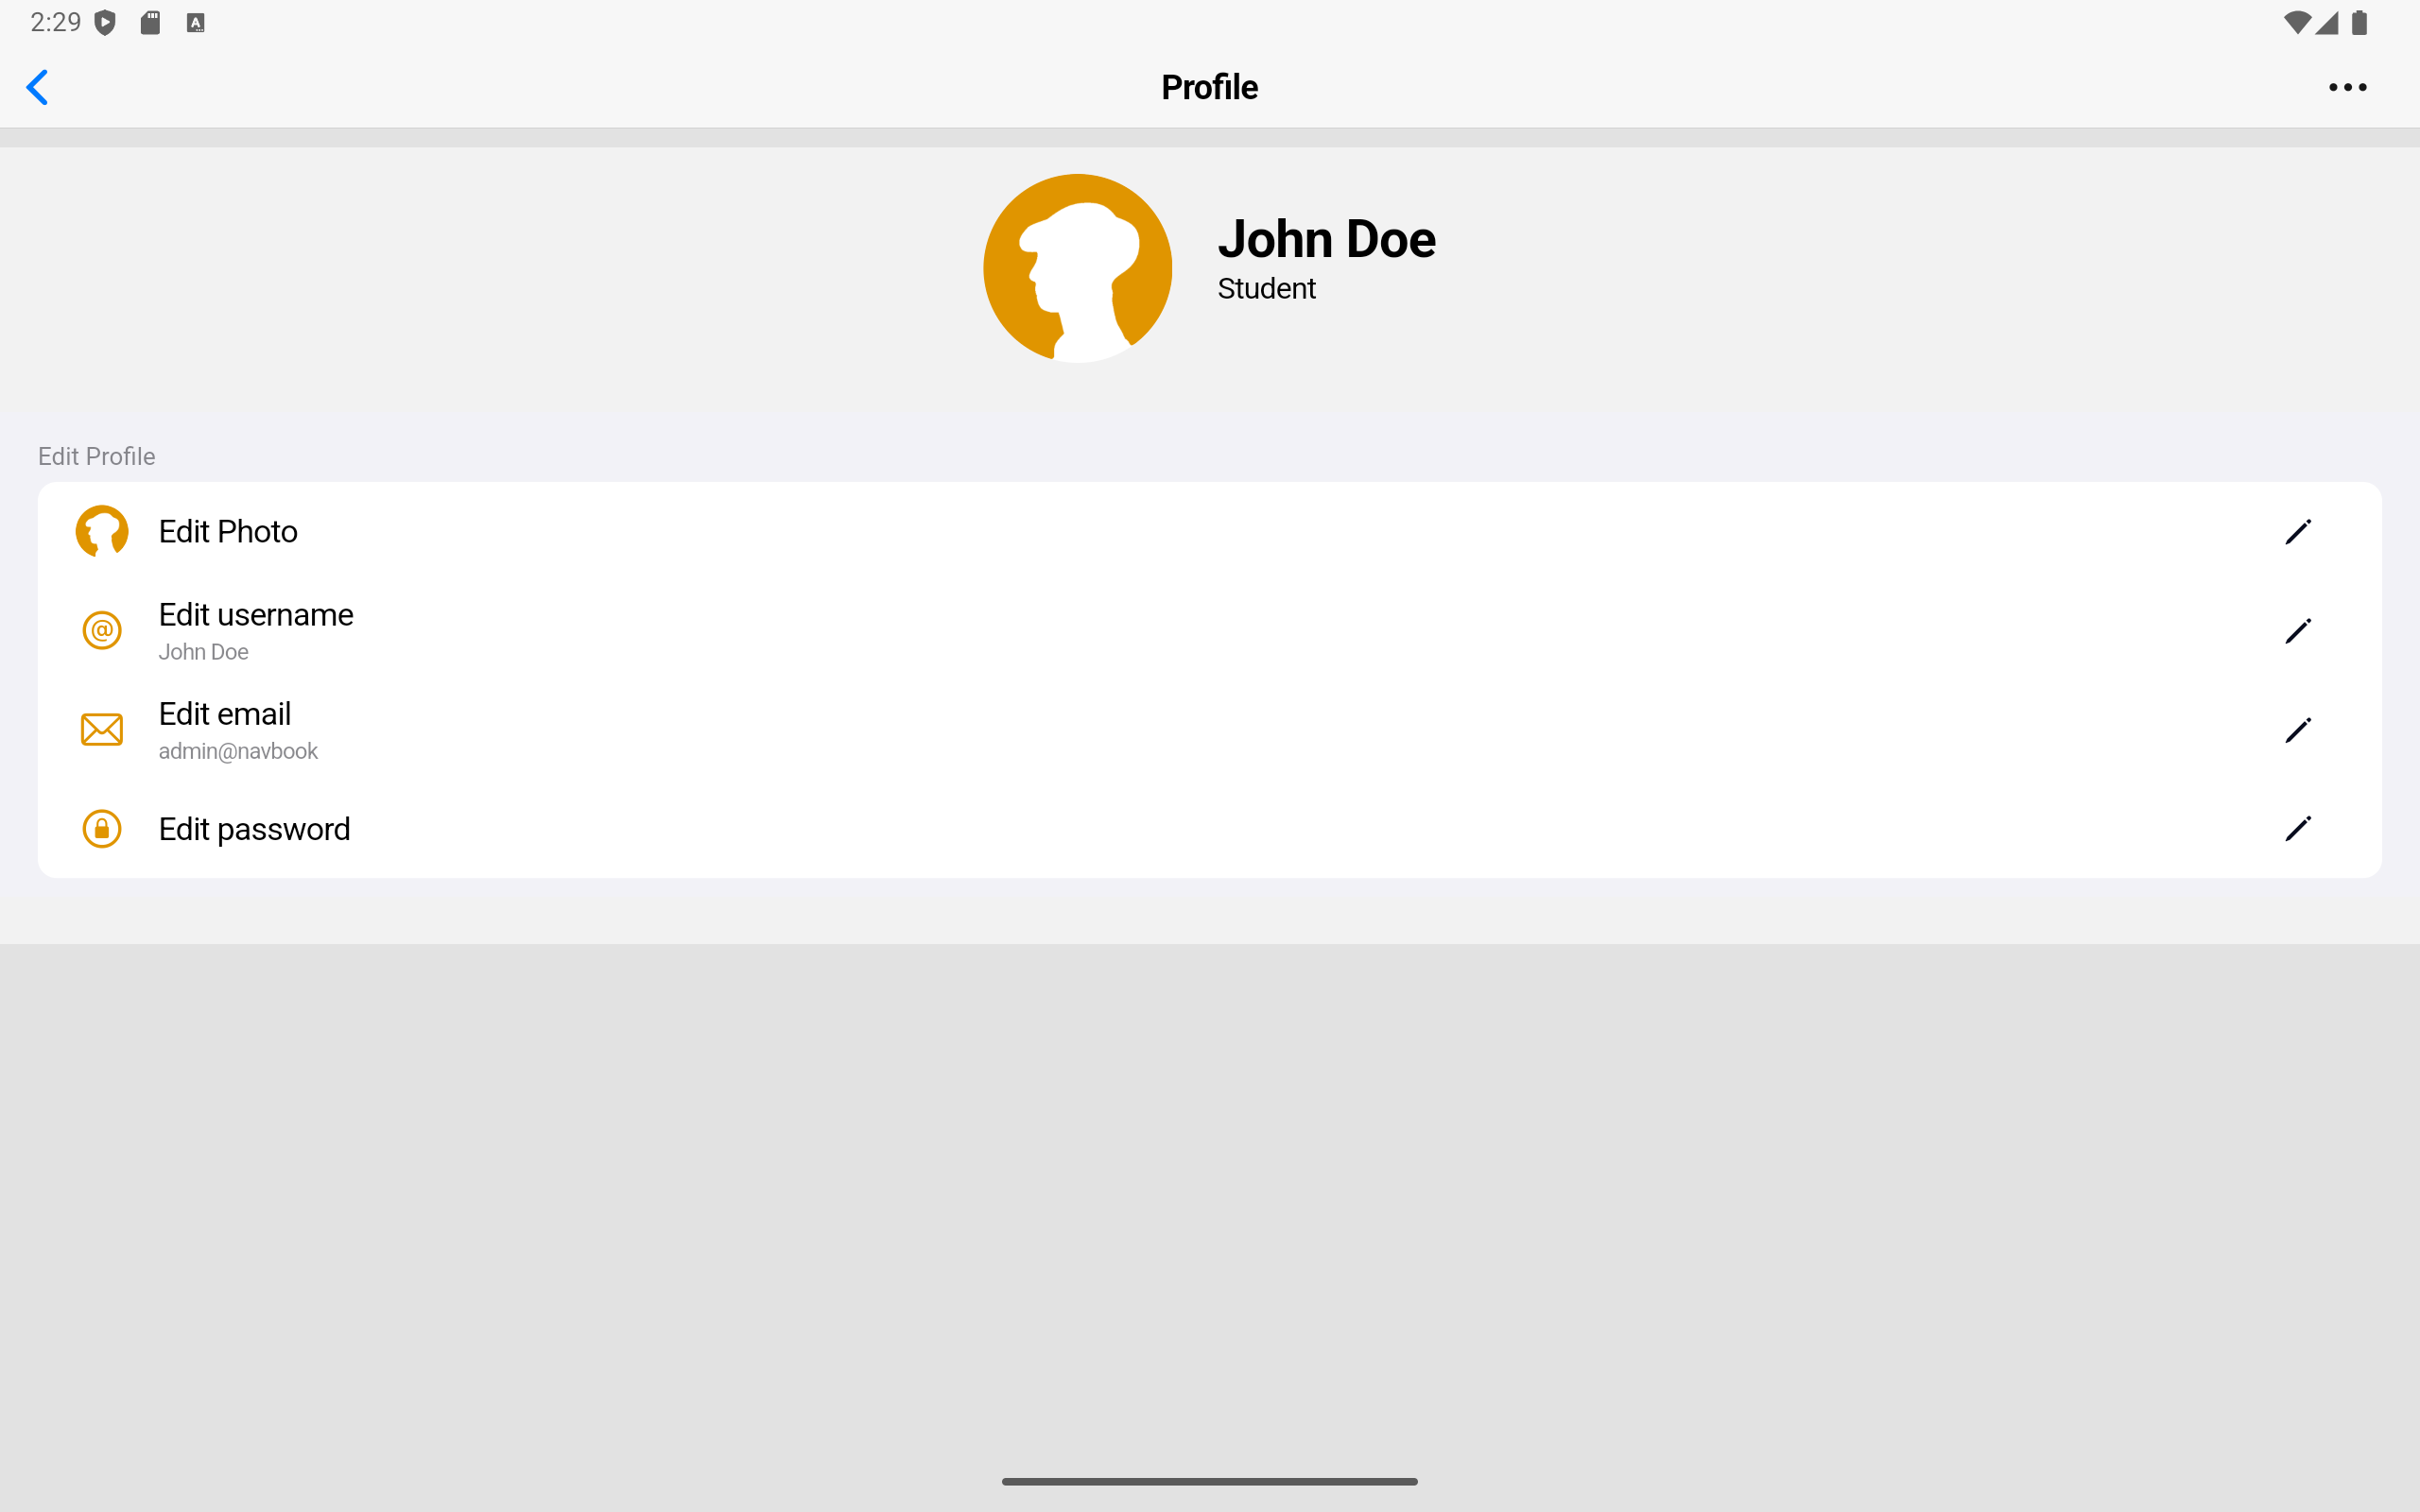 2:29
Profile
John Doe
Student
Edit Profile
Edit Photo
Edit username
John Doe
Edit email
admin@navbook
Edit password